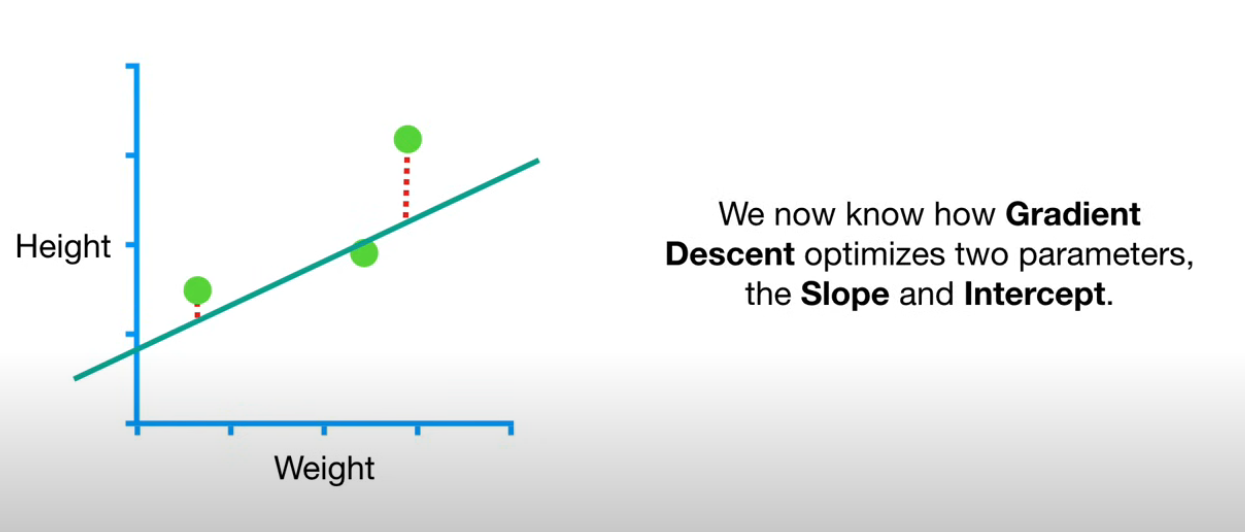 Height
Weight
We now know how Gradient
Descent optimizes two parameters,
the Slope and Intercept.